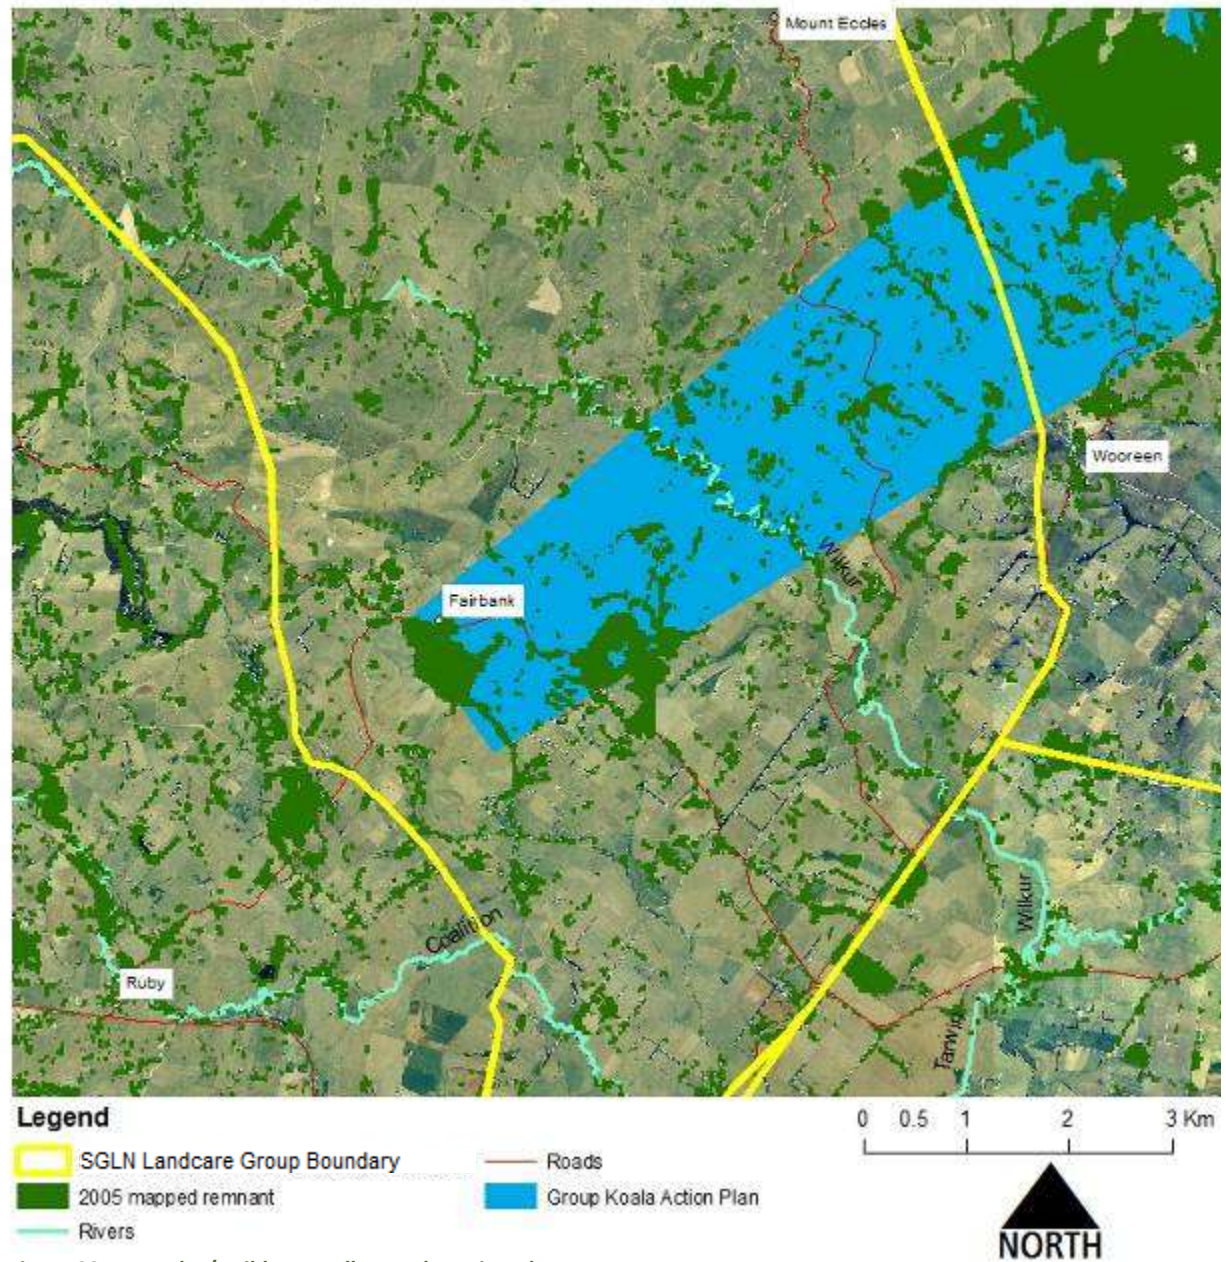 Mount Eccles
Wooreen
Wilkur
Fairbank
Wilkur
Coalition
Ruby
Tarwin
Legend
0 0.5 1 2 3 Km
SGLN Landcare Group Boundary
Roads
2005 mapped remnant
Group Koala Action Plan
Rivers
NORTH